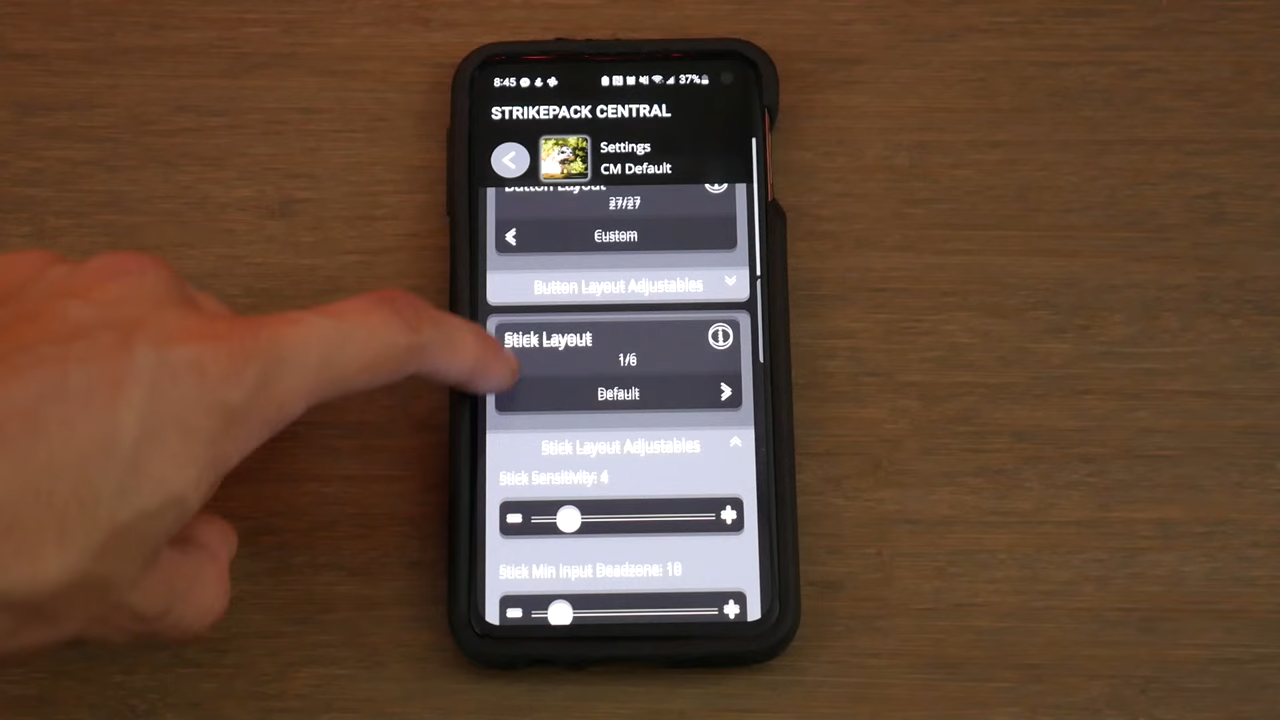 8:45
37%
STRIKEPACK CENTRAL
Settings
CM Default
Button Layout
27/27
Custom
Button Layout Adjustables
Stick Layout
1/6
Default
Stick Layout Adjustables
Stick Sensitivity: 4
Stick Min Input Deadzone: 10